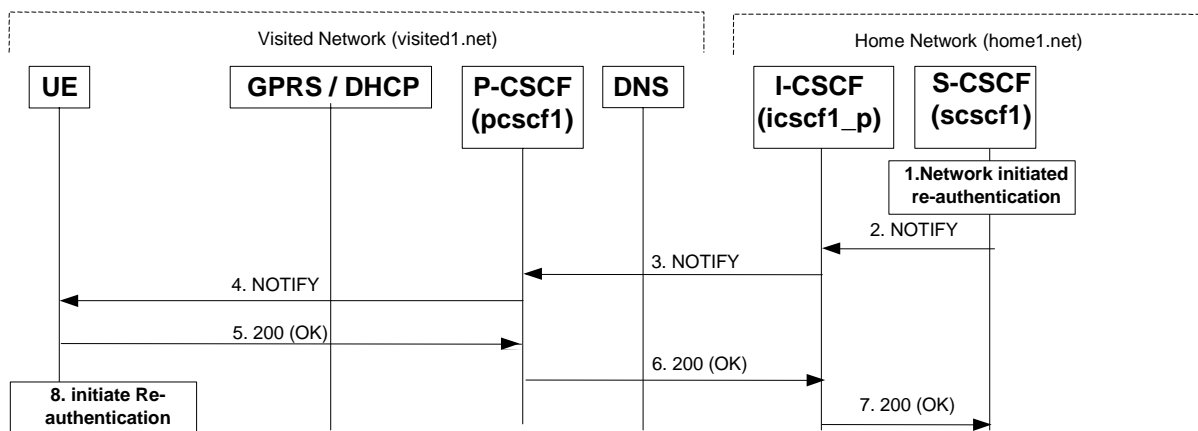 Visited Network (visited1.net)
Home Network (home1.net)
UE
GPRS / DHCP
P-CSCF
(pcscf1)
DNS
I-CSCF
(icscf1_p)
S-CSCF
(scscf1)
1.Network initiated
re-authentication
2. NOTIFY
3. NOTIFY
4. NOTIFY
5. 200 (OK)
6. 200 (OK)
7. 200 (OK)
8. initiate Re-
authentication